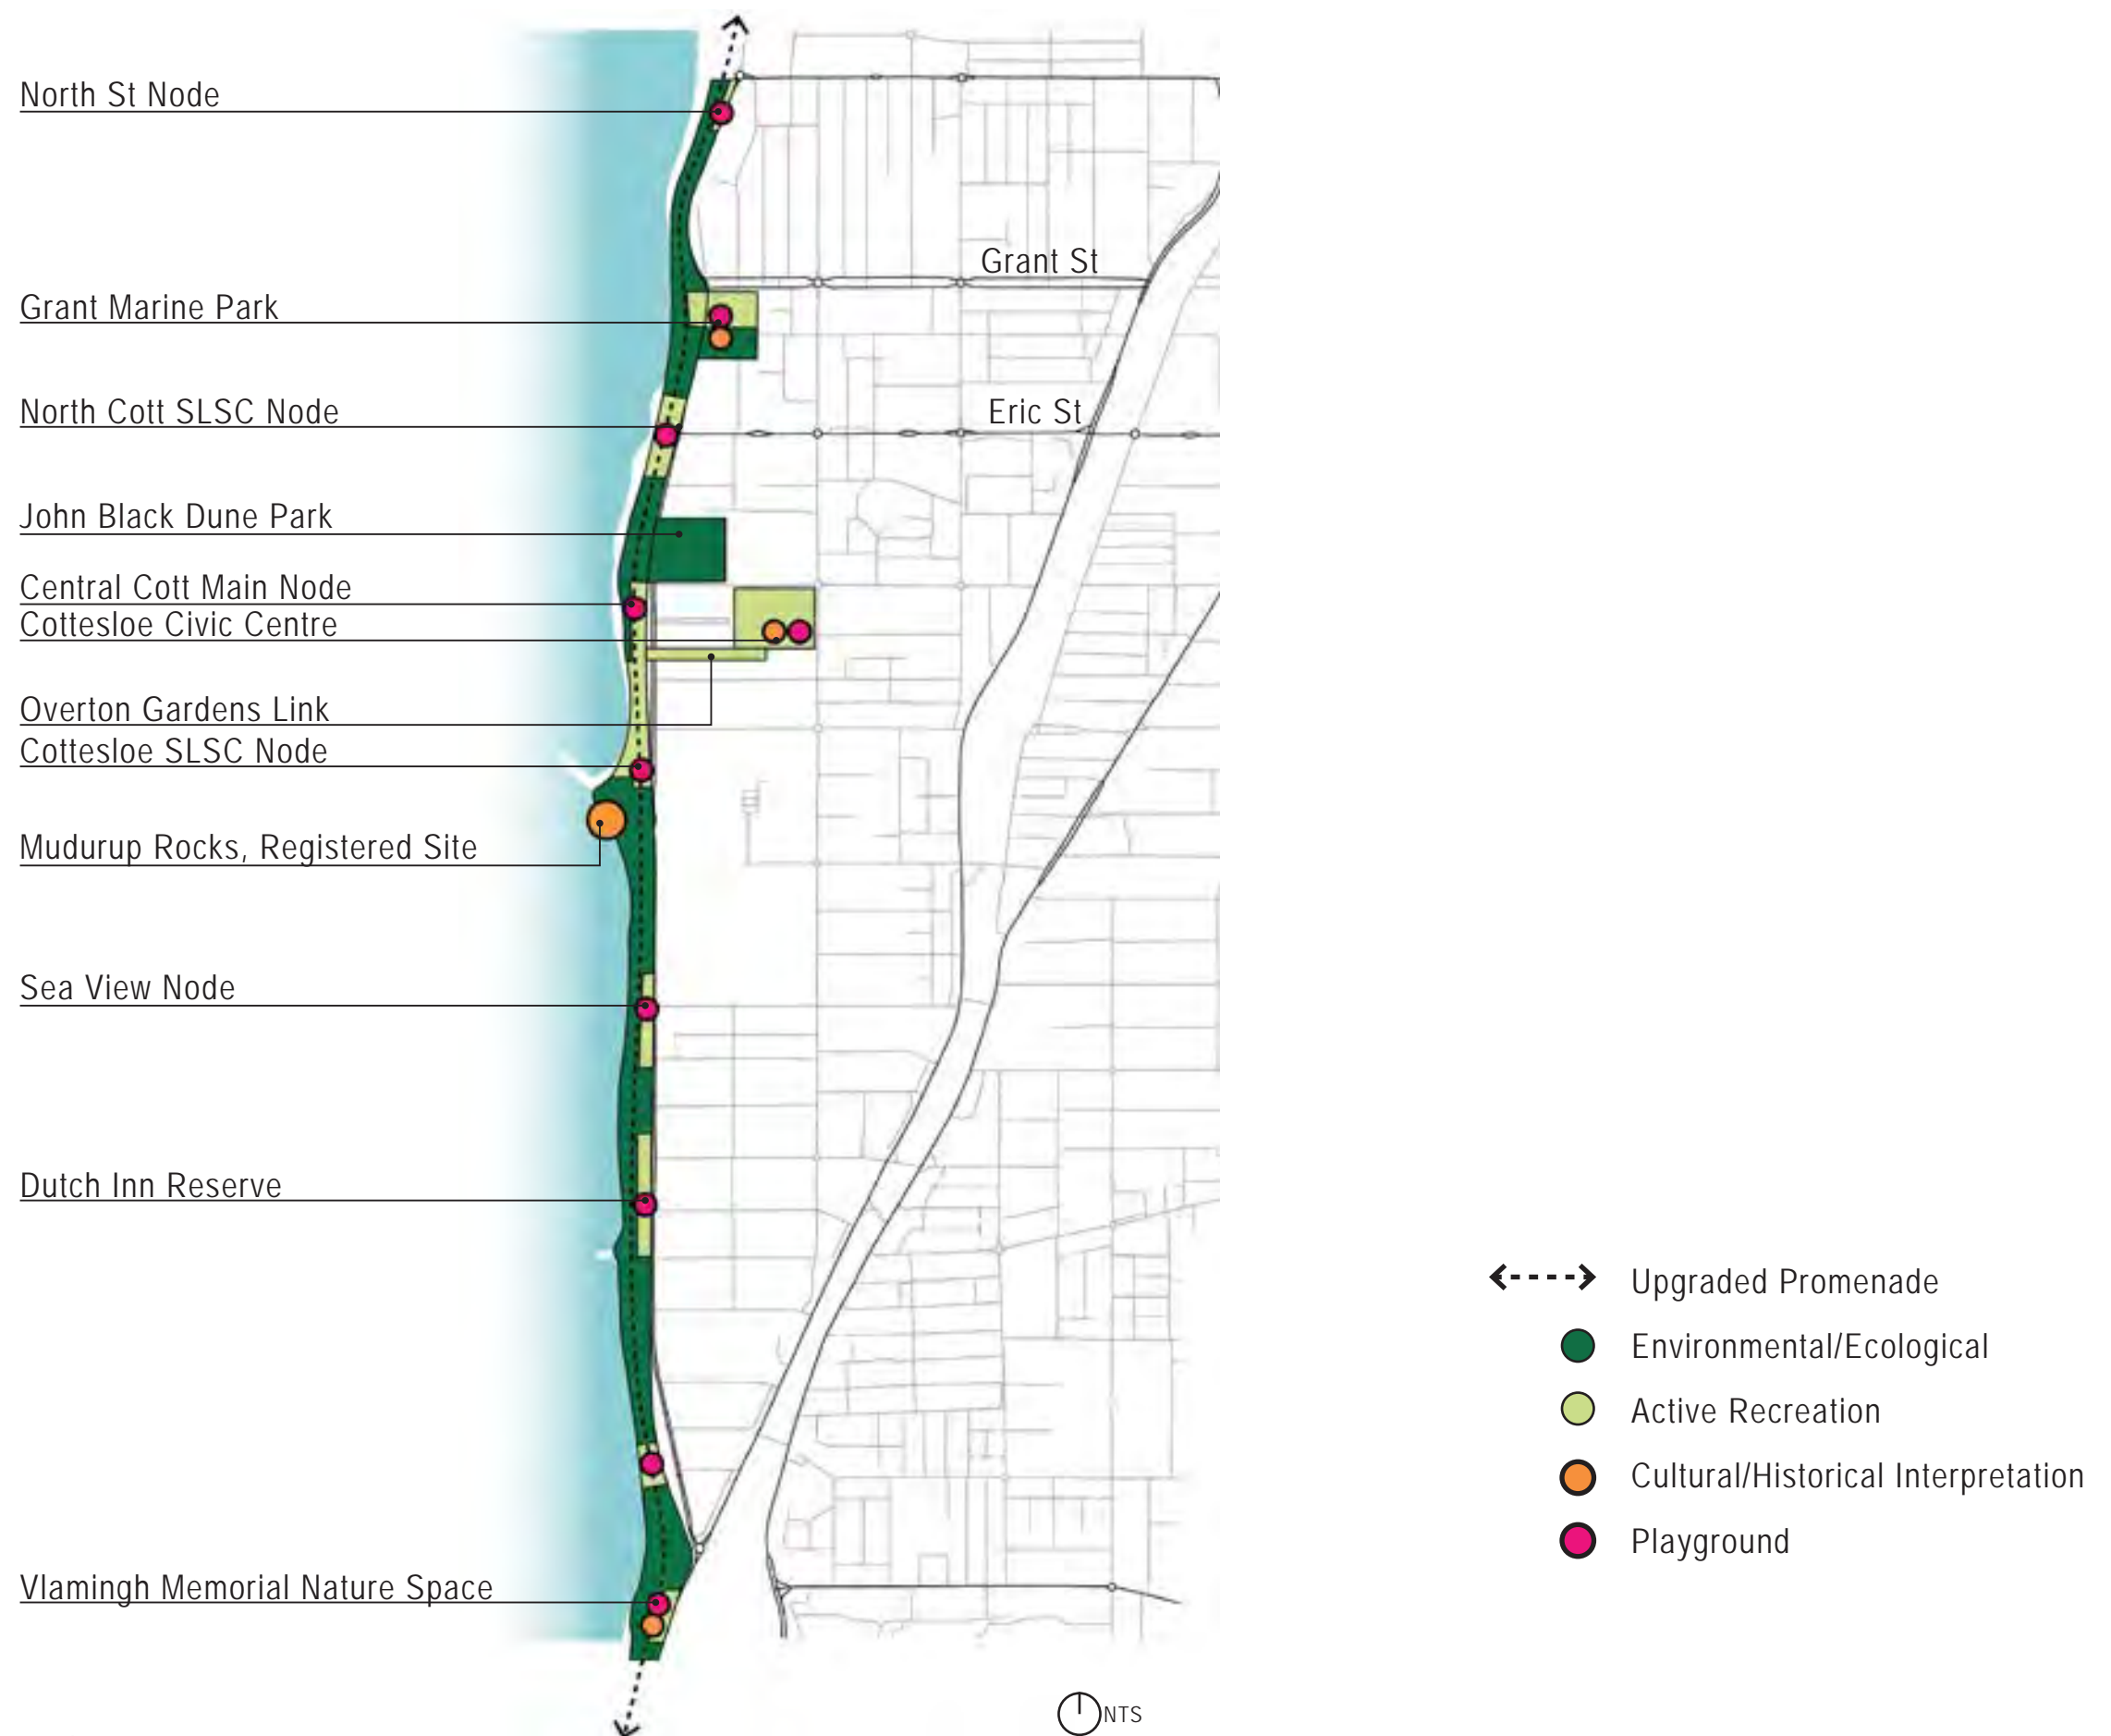 North St Node
Grant St
Grant Marine Park
North Cott SLSC Node
Eric St
John Black Dune Park
Central Cott Main Node
Cottesloe Civic Centre
Overton Gardens Link
Cottesloe SLSC Node
Mudurup Rocks, Registered Site
Sea View Node
Dutch Inn Reserve
Vlamingh Memorial Nature Space
Upgraded Promenade
Environmental/Ecological
Active Recreation
Cultural/Historical Interpretation
Playground
NTS